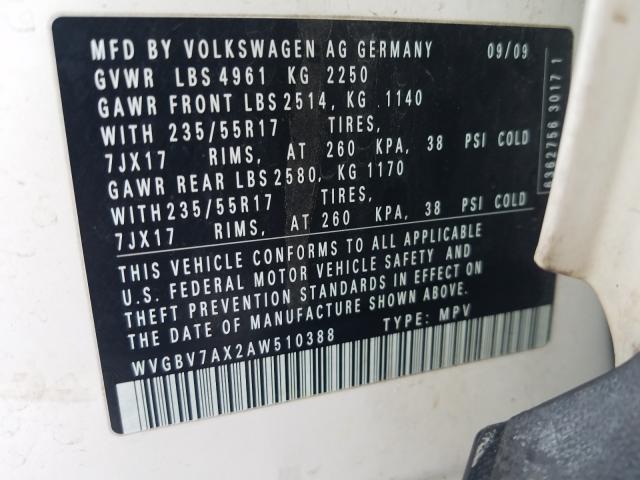 MFD BY VOLKSWAGEN AG GERMANY 09/09
GVWR LBS 4961 KG 2250
GAWR FRONT LBS 2514, KG 1140
WITH 235/55R17 TIRES,
7JX17 RIMS, AT 260 KPA, 38 PSI COLD
GAWR REAR LBS 2580, KG 1170
WITH 235/55R17 TIRES,
7JX17 RIMS, AT 260 KPA, 38 PSI COLD
THIS VEHICLE CONFORMS TO ALL APPLICABLE
U.S. FEDERAL MOTOR VEHICLE SAFETY AND
THEFT PREVENTION STANDARDS IN EFFECT ON
THE DATE OF MANUFACTURE SHOWN ABOVE.
WVGBV7AX2AW510388 TYPE: MPV
6362756 3017 1